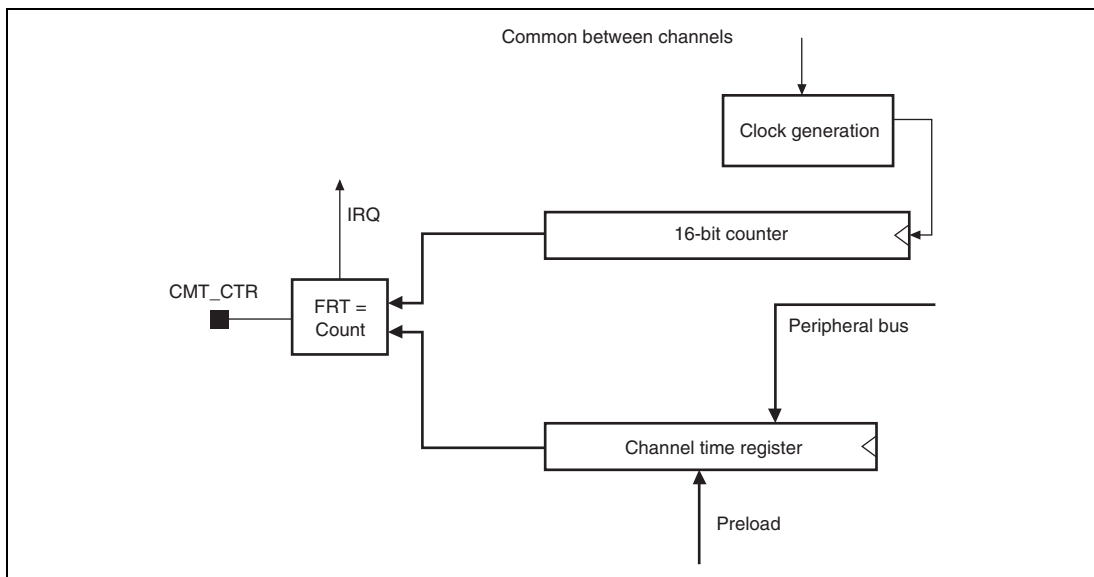 Common between channels
Clock generation
IRQ
16-bit counter
CMT_CTR
FRT =
Count
Peripheral bus
Channel time register
Preload